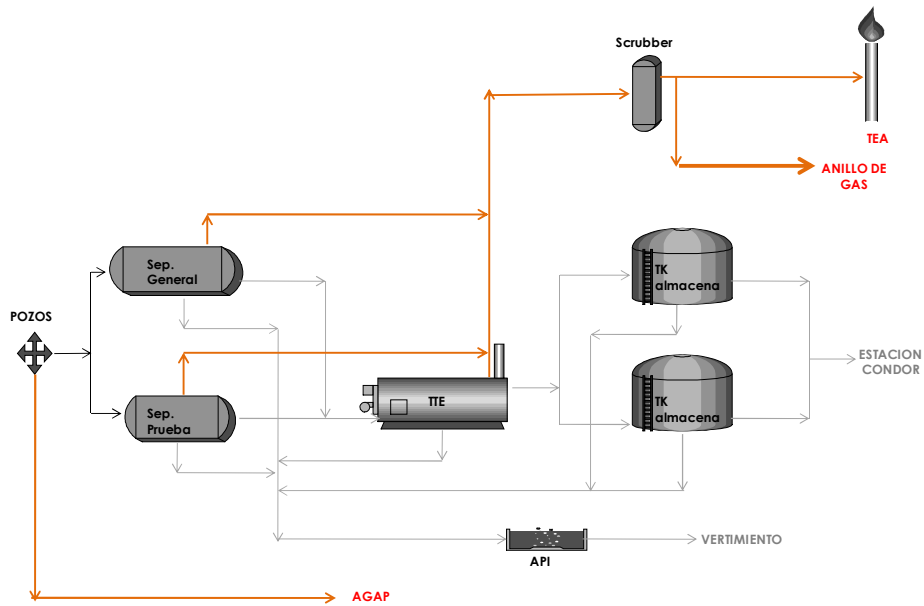 Scrubber
TEA
ANILLO DE
GAS
Sep.
General
TK
almacena
POZOS
ESTACION
CONDOR
Sep.
Prueba
TTE
TK
almacena
VERTIMIENTO
API
AGAP